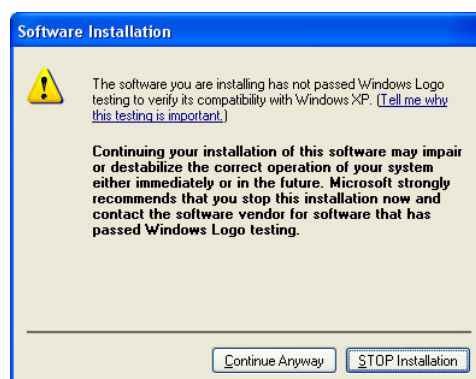 Software Installation
The software you are installing has not passed Windows Logo
testing to verify its compatibility with Windows XP. (Tell me why
this testing is important.)
Continuing your installation of this software may impair
or destabilize the correct operation of your system
either immediately or in the future. Microsoft strongly
recommends that you stop this installation now and
contact the software vendor for software that has
passed Windows Logo testing.
Continue Anyway
STOP Installation